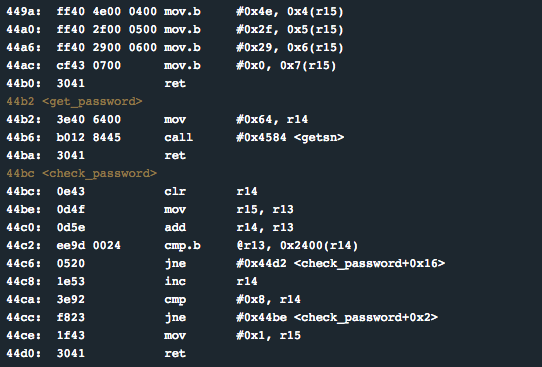 449a: ff40 4e00 0400 mov.b #0x4e, 0x4(r15)
44a0: ff40 2f00 0500 mov.b #0x2f, 0x5(r15)
44a6: ff40 2900 0600 mov.b #0x29, 0x6(r15)
44ac: cf43 0700 mov.b #0x0, 0x7(r15)
44b0: 3041 ret
44b2 <get_password>
44b2: 3e40 6400 mov #0x64, r14
44b6: b012 8445 call #0x4584 <getsn>
44ba: 3041 ret
44bc <check_password>
44bc: 0e43 clr r14
44be: 0d4f mov r15, r13
44c0: 0d5e add r14, r13
44c2: ee9d 0024 cmp.b @r13, 0x2400(r14)
44c6: 0520 jne #0x44d2 <check_password+0x16>
44c8: 1e53 inc r14
44ca: 3e92 cmp #0x8, r14
44cc: f823 jne #0x44be <check_password+0x2>
44ce: 1f43 mov #0x1, r15
44d0: 3041 ret